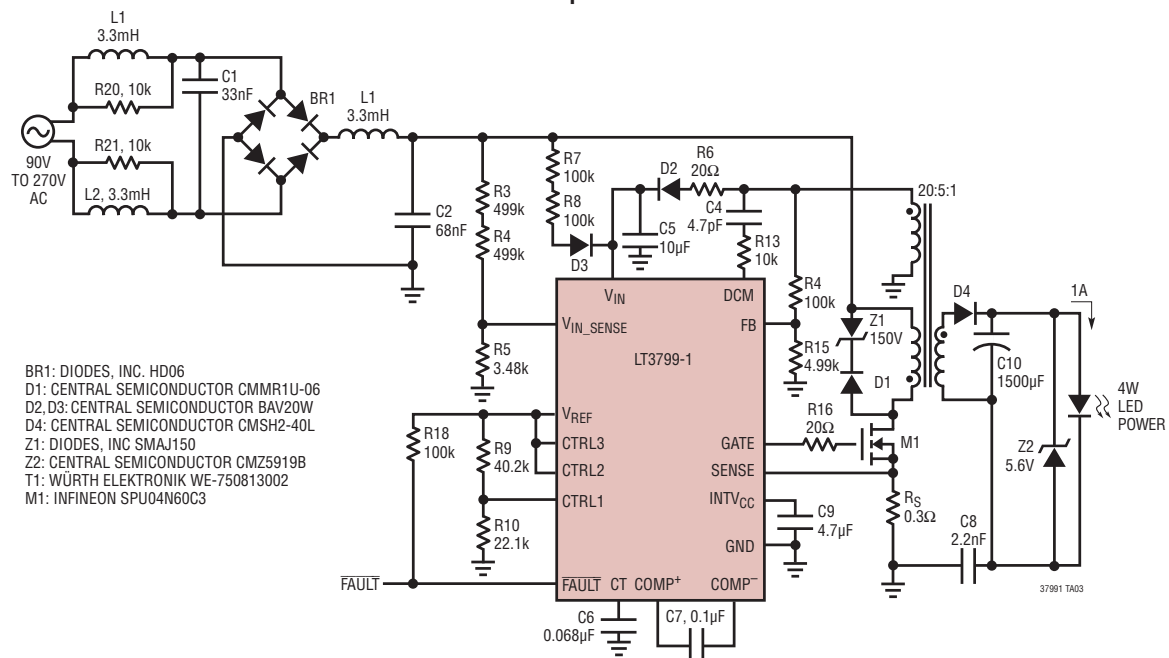 L1
3.3mH
R20, 10k
C1
33nF
BR1
L1
3.3mH
R21, 10k
90V
TO 270V
AC
L2, 3.3mH
R3
499k
R4
499k
C2
68nF
R7
100k
R8
100k
D3
D2
R6
20Ω
C5
10µF
C4
4.7pF
R13
10k
20:5:1
R4
100k
R15
4.99k
Z1
150V
D1
D4
1A
C10
1500µF
4W
LED
POWER
Z2
5.6V
VIN
DCM
VIN_SENSE
FB
LT3799-1
R5
3.48k
VREF
CTRL3
CTRL2
CTRL1
R18
100k
R9
40.2k
R10
22.1k
GATE
SENSE
INTVCC
GND
R16
20Ω
M1
RS
0.3Ω
C9
4.7µF
C8
2.2nF
FAULT
FAULT CT COMP+ COMP–
C6
0.068µF
C7, 0.1µF
BR1: DIODES, INC. HD06
D1: CENTRAL SEMICONDUCTOR CMMR1U-06
D2, D3: CENTRAL SEMICONDUCTOR BAV20W
D4: CENTRAL SEMICONDUCTOR CMSH2-40L
Z1: DIODES, INC SMAJ150
Z2: CENTRAL SEMICONDUCTOR CMZ5919B
T1: WÜRTH ELEKTRONIK WE-750813002
M1: INFINEON SPU04N60C3
37991 TA03